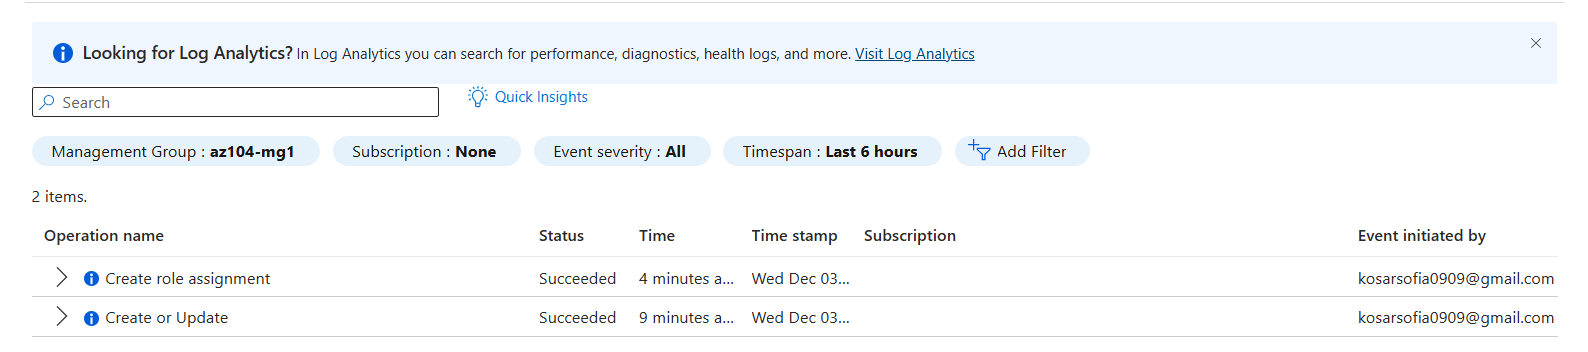 Looking for Log Analytics? In Log Analytics you can search for performance, diagnostics, health logs, and more. Visit Log Analytics
Search
Quick Insights
Management Group : az104-mg1
Subscription : None
Event severity : All
Timespan : Last 6 hours
Add Filter
2 items.
Operation name Status Time Time stamp Subscription Event initiated by
Create role assignment Succeeded 4 minutes a... Wed Dec 03... kosarsofia0909@gmail.com
Create or Update Succeeded 9 minutes a... Wed Dec 03... kosarsofia0909@gmail.com